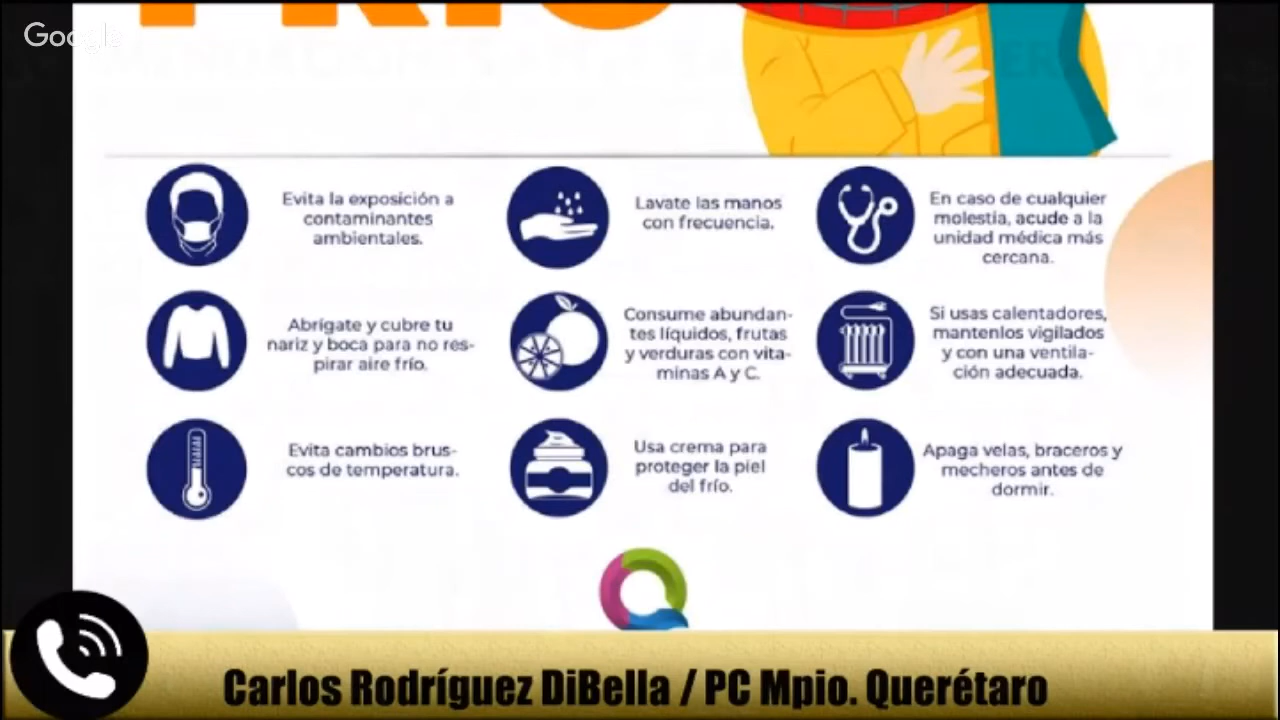 FRÍO
Google
Evita la exposición a
contaminantes
ambientales.
Lavate las manos
con frecuencia.
En caso de cualquier
molestia, acude a la
unidad médica más
cercana.
Abrígate y cubre tu
nariz y boca para no res-
pirar aire frío.
Consume abundan-
tes líquidos, frutas
y verduras con vita-
minas A y C.
Si usas calentadores,
mantenlos vigilados
y con una ventila-
ción adecuada.
Evita cambios brus-
cos de temperatura.
Usa crema para
proteger la piel
del frío.
Apaga velas, braceros y
mecheros antes de
dormir.
Carlos Rodríguez DiBella / PC Mpio. Querétaro